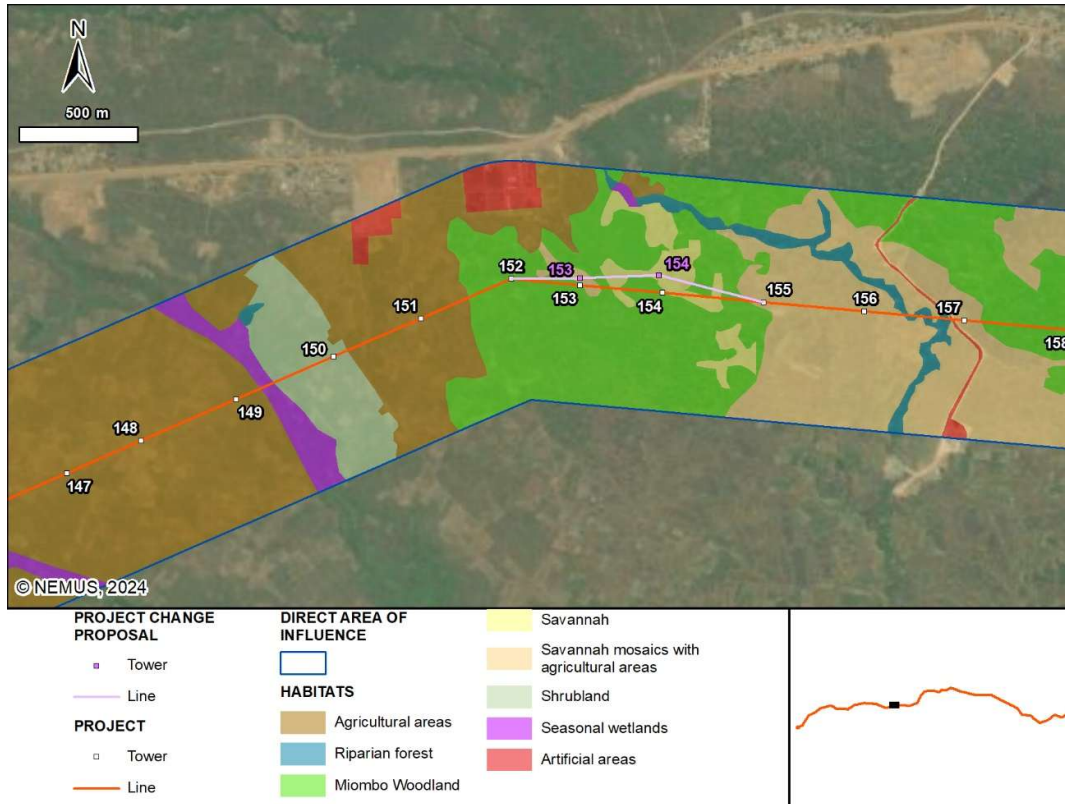 N
500 m
152
153
154
153
154
155
156
157
158
151
150
149
148
147
© NEMUS, 2024
PROJECT CHANGE
PROPOSAL
Tower
Line
PROJECT
Tower
Line
DIRECT AREA OF
INFLUENCE
HABITATS
Agricultural areas
Riparian forest
Miombo Woodland
Savannah
Savannah mosaics with
agricultural areas
Shrubland
Seasonal wetlands
Artificial areas